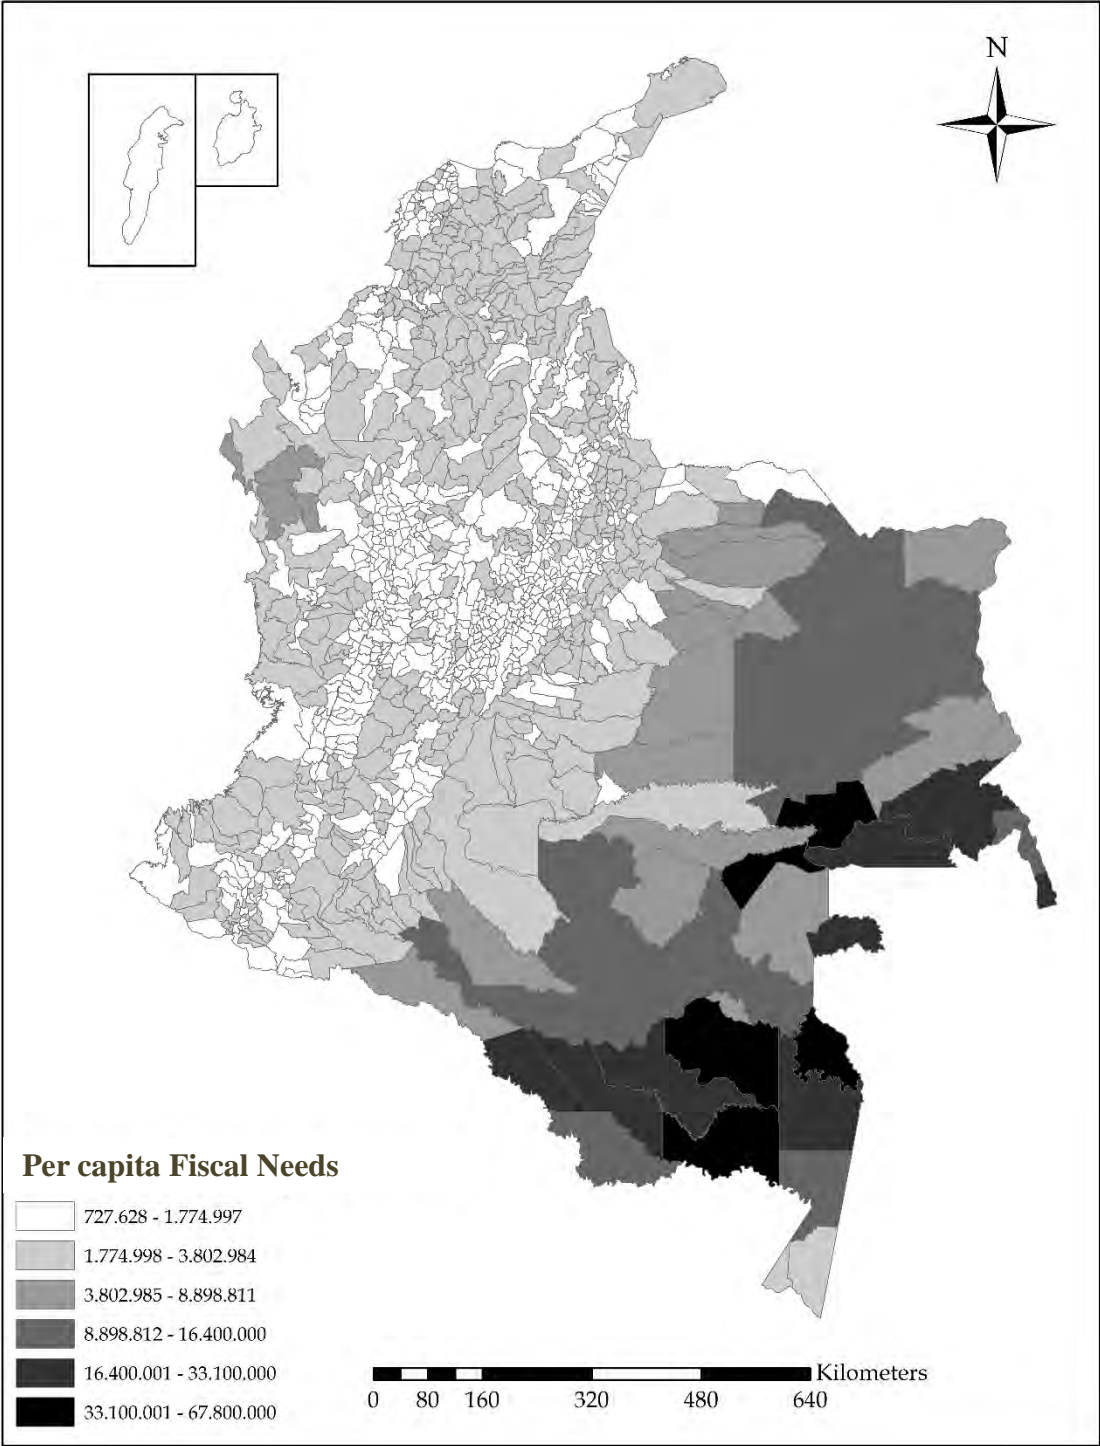 N
Per capita Fiscal Needs
727.628 - 1.774.997
1.774.998 - 3.802.984
3.802.985 - 8.898.811
8.898.812 - 16.400.000
16.400.001 - 33.100.000
33.100.001 - 67.800.000
Kilometers
0 80 160 320 480 640